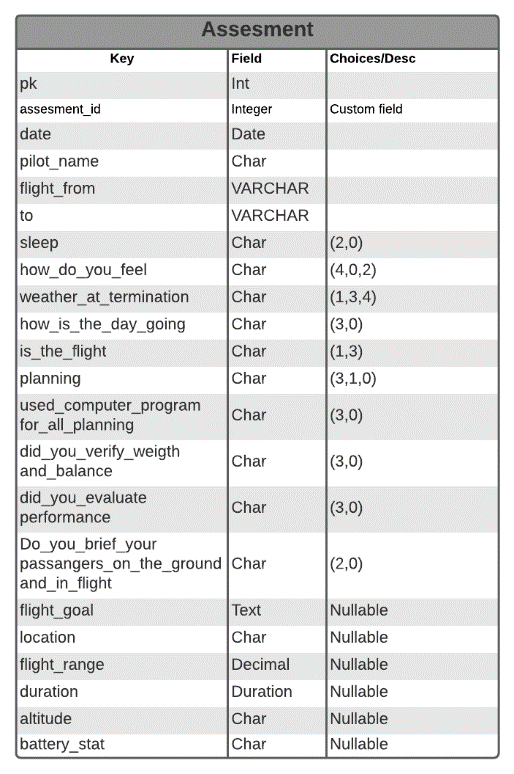 Assesment
Key Field Choices/Desc
pk Int
assesment_id Integer Custom field
date Date
pilot_name Char
flight_from VARCHAR
to VARCHAR
sleep Char (2,0)
how_do_you_feel Char (4,0,2)
weather_at_termination Char (1,3,4)
how_is_the_day_going Char (3,0)
is_the_flight Char (1,3)
planning Char (3,1,0)
used_computer_program
for_all_planning Char (3,0)
did_you_verify_weigth
and_balance Char (3,0)
did_you_evaluate
performance Char (3,0)
Do_you_brief_your
passangers_on_the_ground Char (2,0)
and_in_flight
flight_goal Text Nullable
location Char Nullable
flight_range Decimal Nullable
duration Duration Nullable
altitude Char Nullable
battery_stat Char Nullable